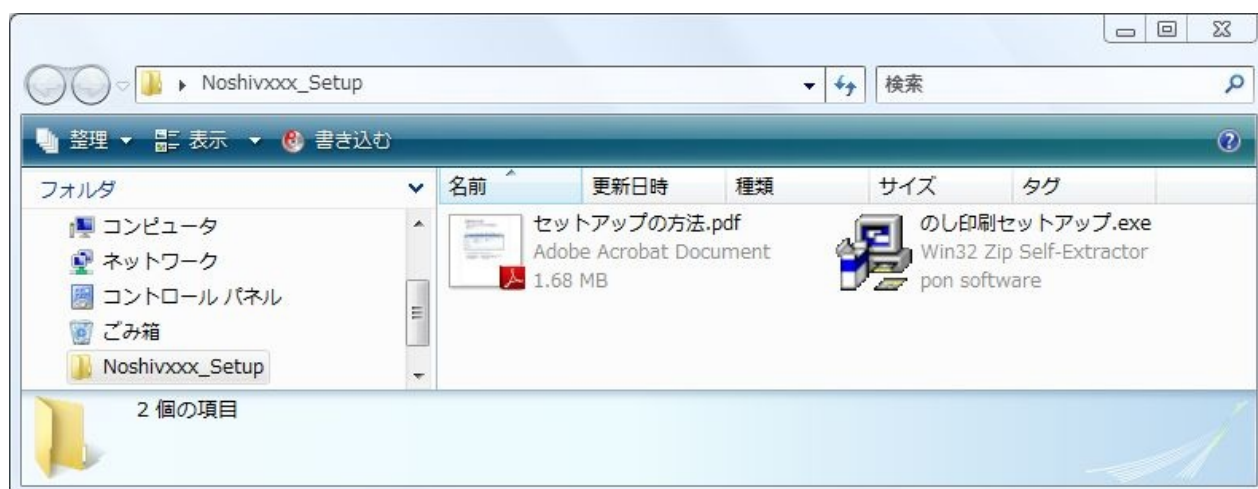 Noshivxxx_Setup
検索
整理 表示 書き込む
フォルダ
名前 更新日時 種類 サイズ タグ
コンピュータ
ネットワーク
コントロール パネル
ごみ箱
Noshivxxx_Setup
セットアップの方法.pdf
Adobe Acrobat Document
1.68 MB
のし印刷セットアップ.exe
Win32 Zip Self-Extractor
pon software
2 個の項目